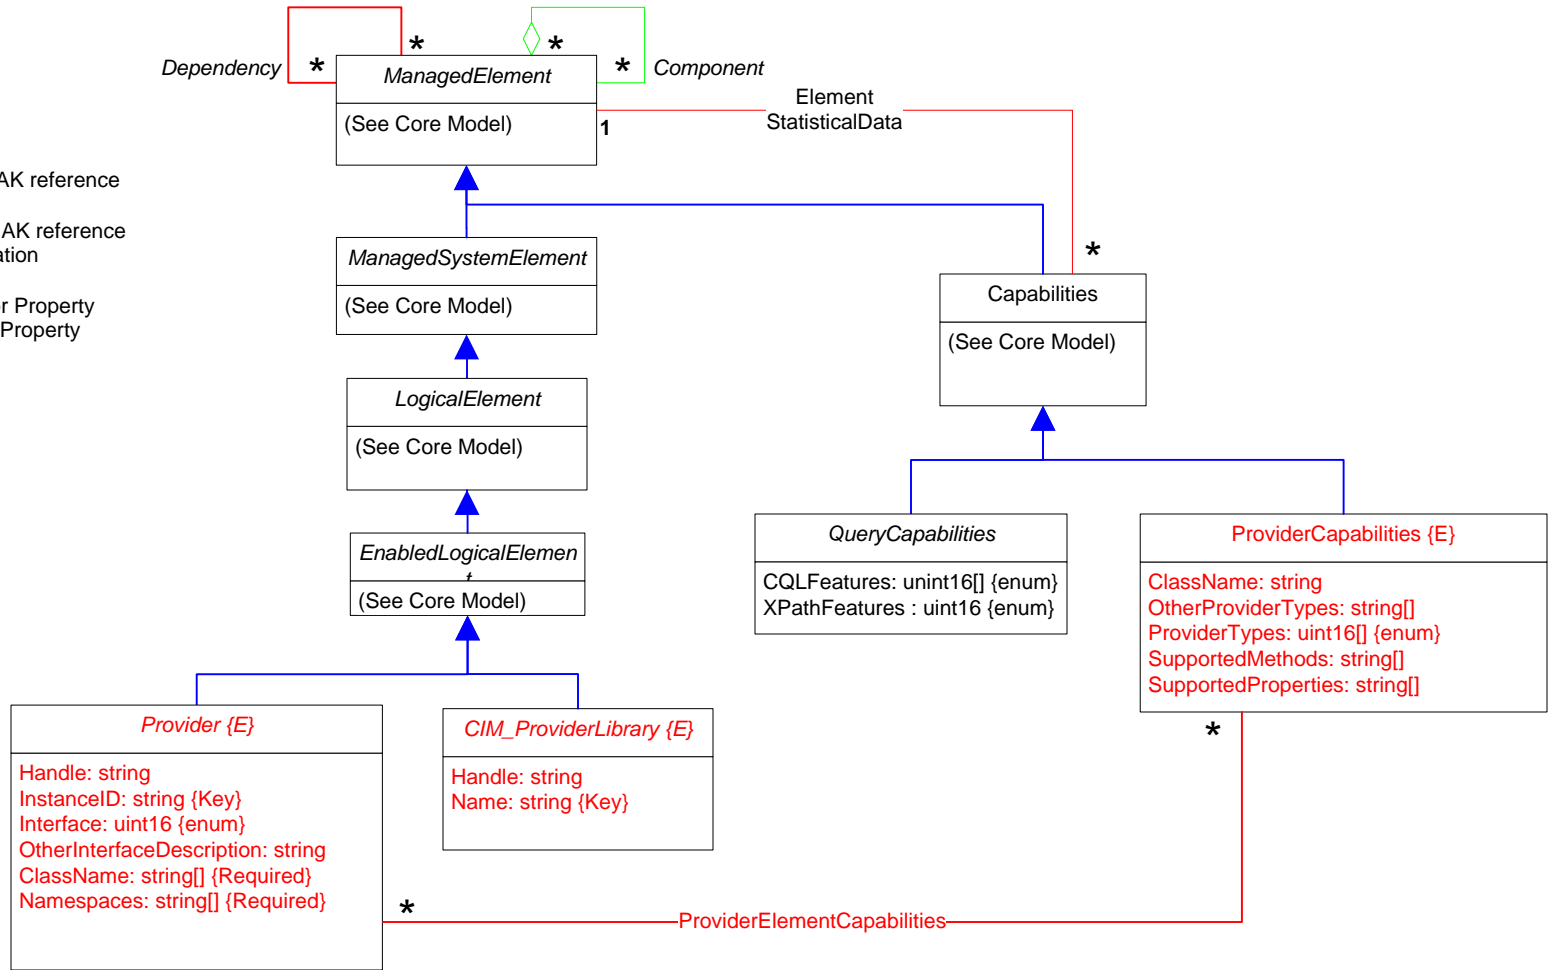 Dependency
*
*
*
*
Component
ManagedElement
(See Core Model)
1
Element
StatisticalData
AK reference
AK reference
ation
r Property
Property
ManagedSystemElement
(See Core Model)
*
Capabilities
(See Core Model)
LogicalElement
(See Core Model)
EnabledLogicalElemen
t
(See Core Model)
QueryCapabilities
CQLFeatures: unint16[] {enum}
XPathFeatures : uint16 {enum}
ProviderCapabilities {E}
ClassName: string
OtherProviderTypes: string[]
ProviderTypes: uint16[] {enum}
SupportedMethods: string[]
SupportedProperties: string[]
*
Provider {E}
Handle: string
InstanceID: string {Key}
Interface: uint16 {enum}
OtherInterfaceDescription: string
ClassName: string[] {Required}
Namespaces: string[] {Required}
CIM_ProviderLibrary {E}
Handle: string
Name: string {Key}
*
ProviderElementCapabilities